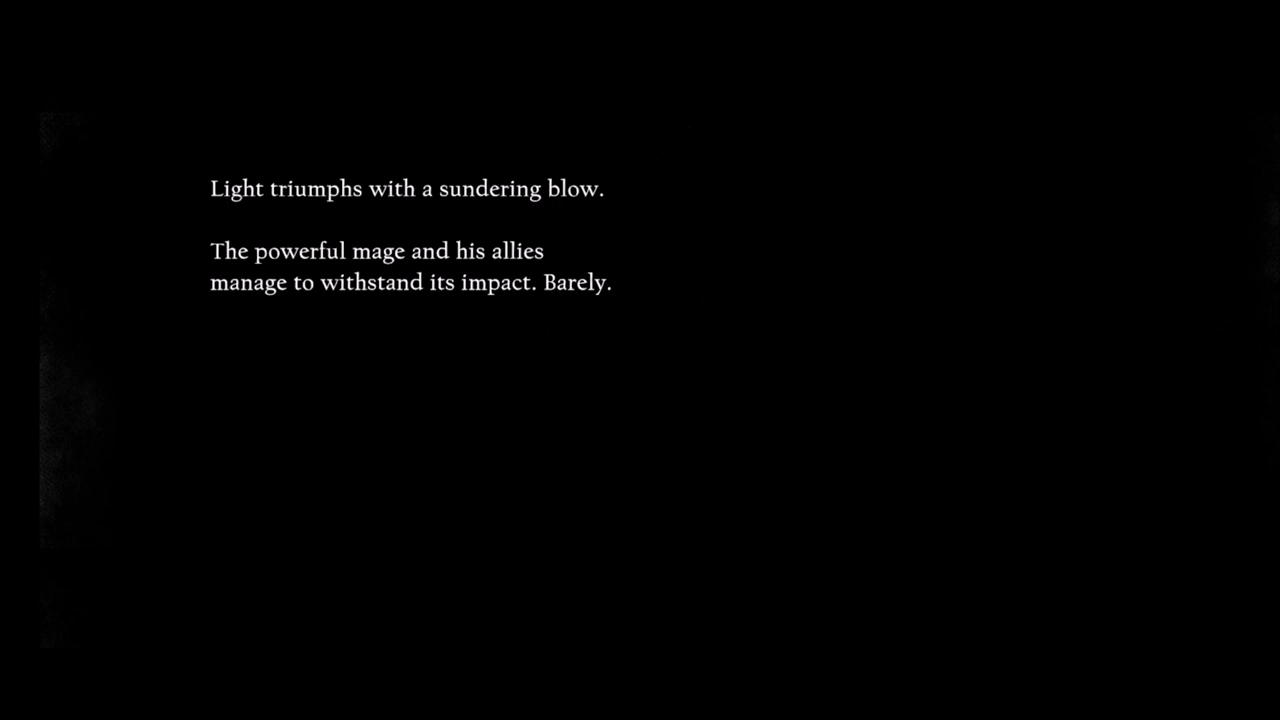 Light triumphs with a sundering blow.
The powerful mage and his allies
manage to withstand its impact. Barely.